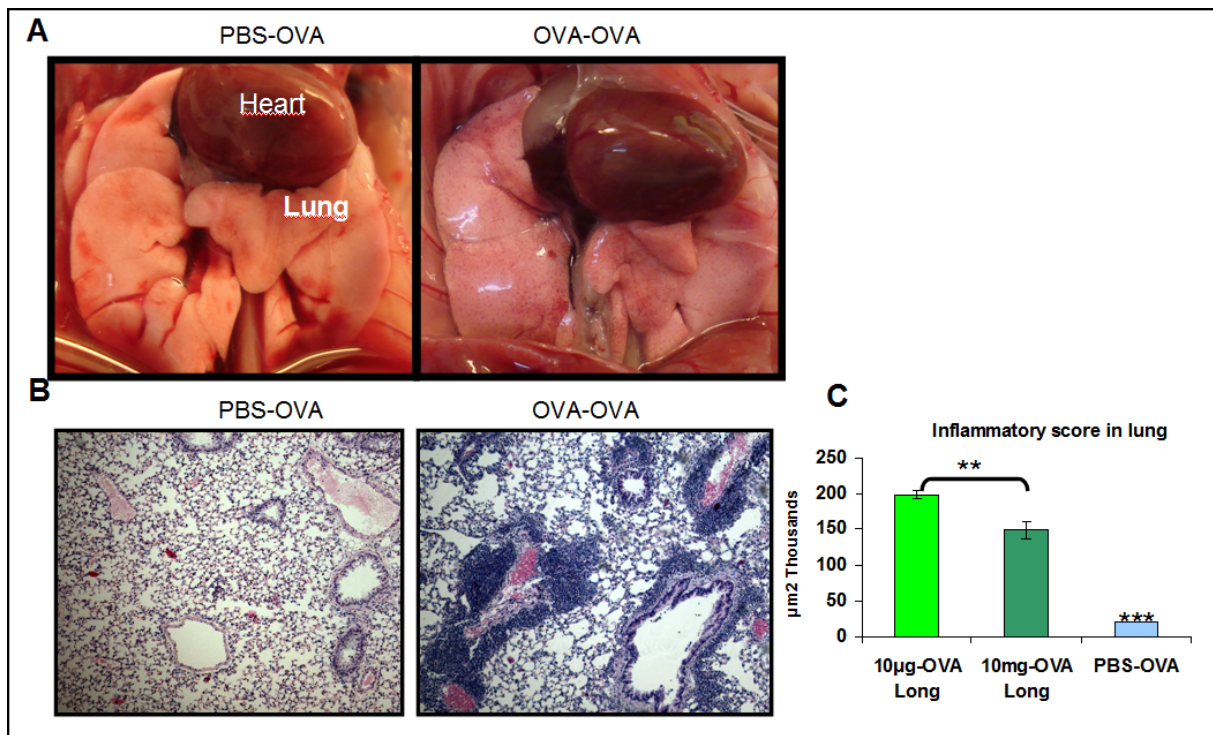 A
PBS-OVA
OVA-OVA
Heart
Lung
B
PBS-OVA
OVA-OVA
C
Inflammatory score in lung
µm2 Thousands
250
200
150
100
50
0
**
***
10µg-OVA
Long
10mg-OVA
Long
PBS-OVA